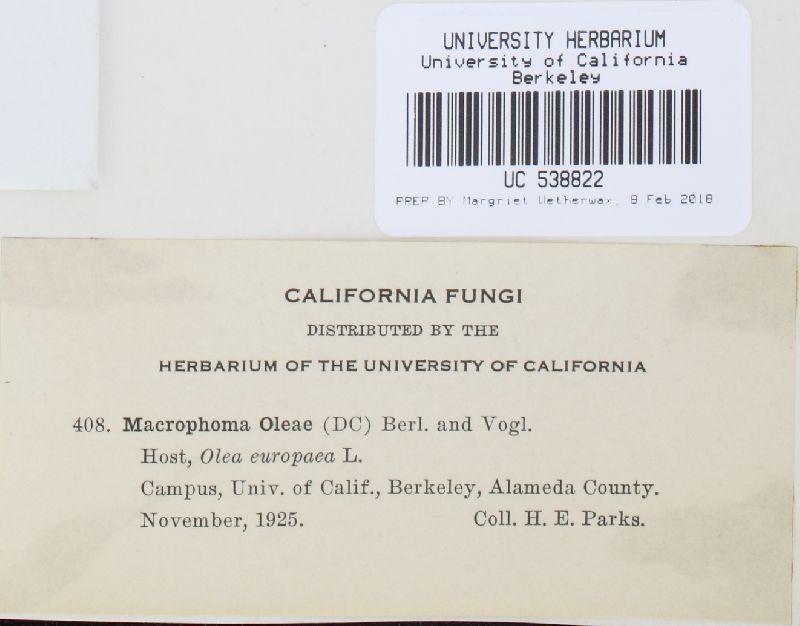 UNIVERSITY HERBARIUM
University of California
Berkeley
UC 538822
PREP BY Margriet Wetherwax, 8 Feb 2018
CALIFORNIA FUNGI
DISTRIBUTED BY THE
HERBARIUM OF THE UNIVERSITY OF CALIFORNIA
408. Macrophoma Oleae (DC) Berl. and Vogl.
Host, Olea europaea L.
Campus, Univ. of Calif., Berkeley, Alameda County.
November, 1925. Coll. H. E. Parks.